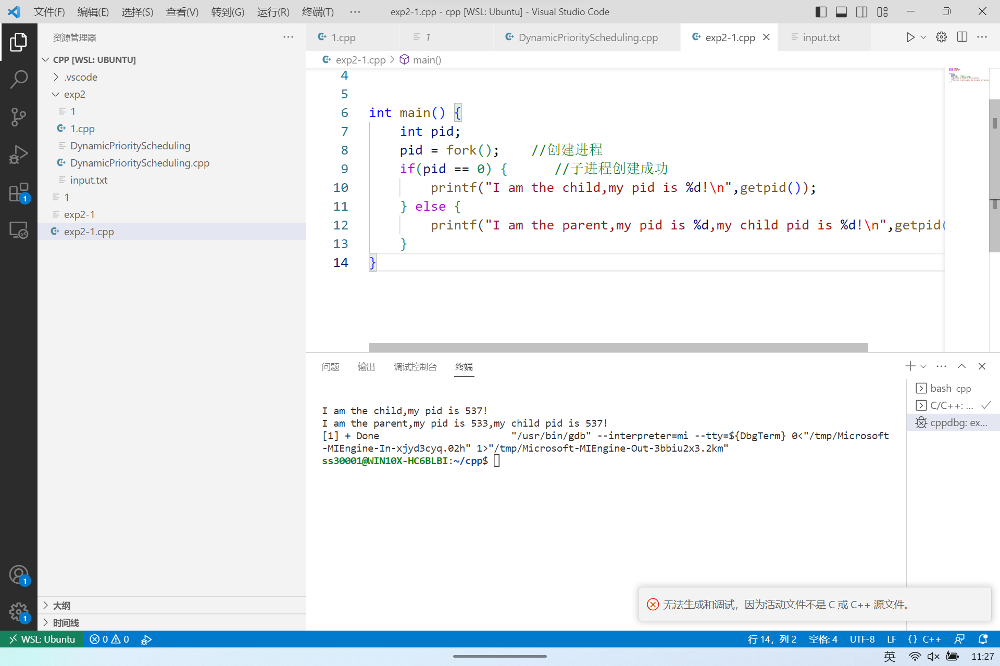 文件(F) 编辑(E) 选择(S) 查看(V) 转到(G) 运行(R) 终端(T) ··· exp2-1.cpp - cpp [WSL: Ubuntu] - Visual Studio Code
资源管理器 ···
1.cpp 1 DynamicPriorityScheduling.cpp exp2-1.cpp input.txt ···
CPP [WSL: UBUNTU]
.vscode
exp2
1
1.cpp
DynamicPriorityScheduling
DynamicPriorityScheduling.cpp
input.txt
1
exp2-1
exp2-1.cpp
大纲
时间线
exp2-1.cpp > main()
4
5
6 int main() {
7 int pid;
8 pid = fork(); //创建进程
9 if(pid == 0) { //子进程创建成功
10 printf("I am the child,my pid is %d!\n",getpid());
11 } else {
12 printf("I am the parent,my pid is %d,my child pid is %d!\n",getpid(
13 }
14 }
问题 输出 调试控制台 终端 ···
I am the child,my pid is 537!
I am the parent,my pid is 533,my child pid is 537!
[1] + Done "/usr/bin/gdb" --interpreter=mi --tty=${DbgTerm} 0<"/tmp/Microsoft
-MIEngine-In-xjyd3cyq.02h" 1>"/tmp/Microsoft-MIEngine-Out-3bbiu2x3.2km"
ss30001@WIN10X-HC6BLBI:~/cpp$
bash cpp
C/C++: ...
cppdbg: ex...
无法生成和调试，因为活动文件不是 C 或 C++ 源文件。
1
1
1
WSL: Ubuntu 0 0 行 14，列 2 空格: 4 UTF-8 LF {} C++
英 11:27